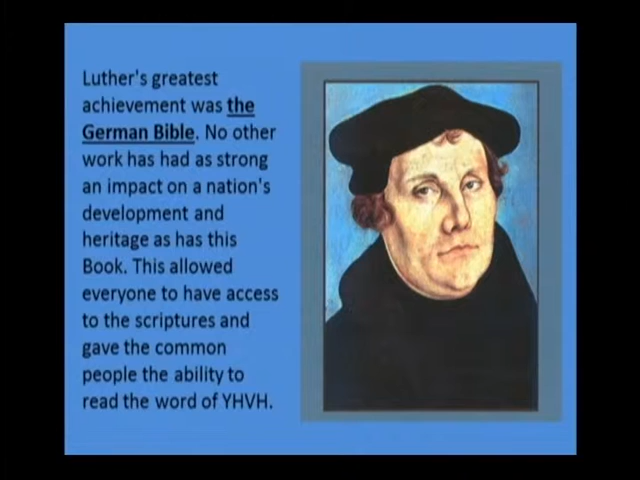 Luther's greatest
achievement was the
German Bible. No other
work has had as strong
an impact on a nation's
development and
heritage as has this
Book. This allowed
everyone to have access
to the scriptures and
gave the common
people the ability to
read the word of YHVH.